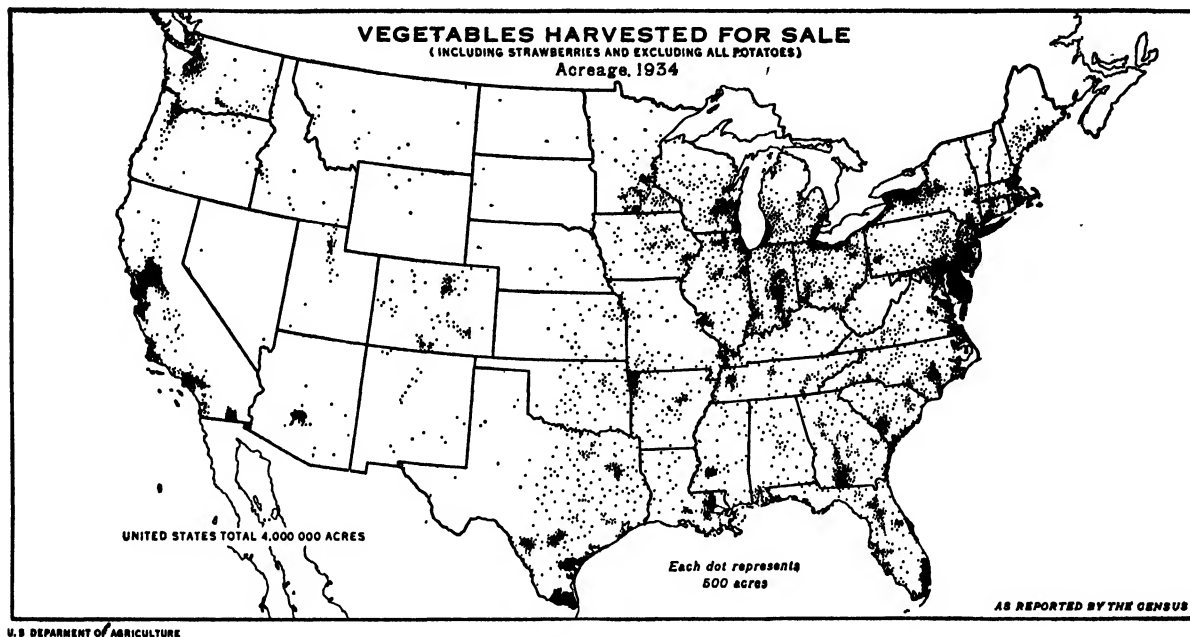 VEGETABLES HARVESTED FOR SALE
(INCLUDING STRAWBERRIES AND EXCLUDING ALL POTATOES)
Acreage, 1934
UNITED STATES TOTAL 4,000 000 ACRES
Each dot represents
500 acres
AS REPORTED BY THE CENSUS
U.S DEPARMENT OF AGRICULTURE